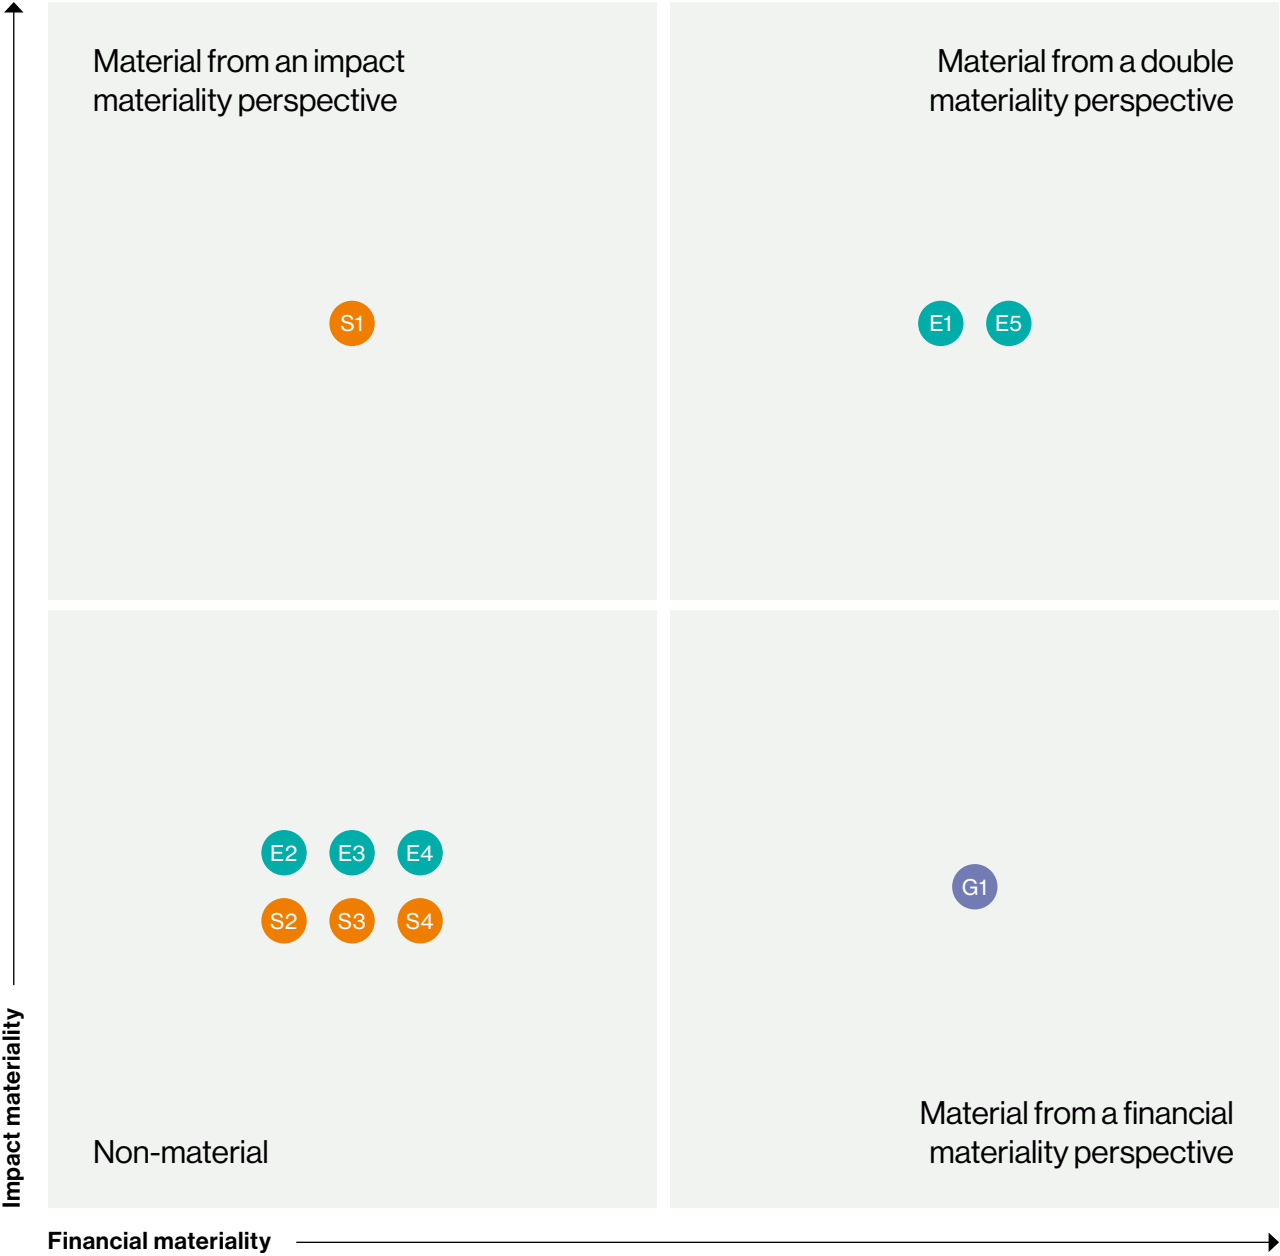 Material from an impact
materiality perspective
Material from a double
materiality perspective
S1
E1 E5
E2 E3 E4
S2 S3 S4
G1
Non-material
Material from a financial
materiality perspective
Impact materiality
Financial materiality